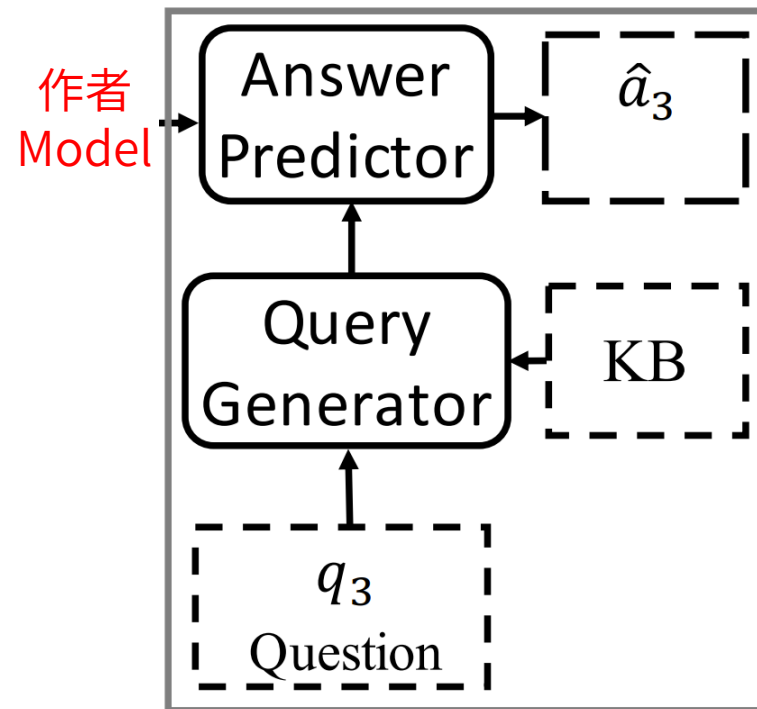 作者
Model
Answer
Predictor
â₃
Query
Generator
KB
q₃
Question